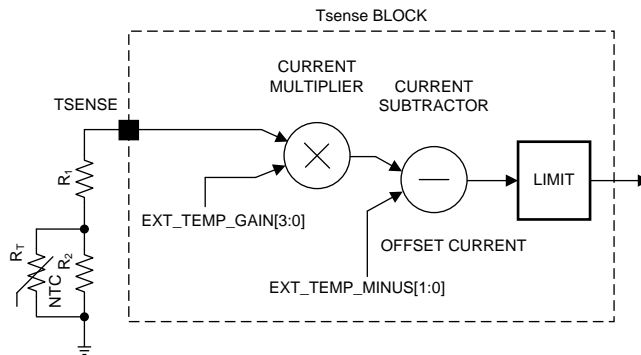 Tsense BLOCK
CURRENT
MULTIPLIER
CURRENT
SUBTRACTOR
TSENSE
LIMIT
R1
EXT_TEMP_GAIN[3:0]
OFFSET CURRENT
RT
NTC
R2
EXT_TEMP_MINUS[1:0]